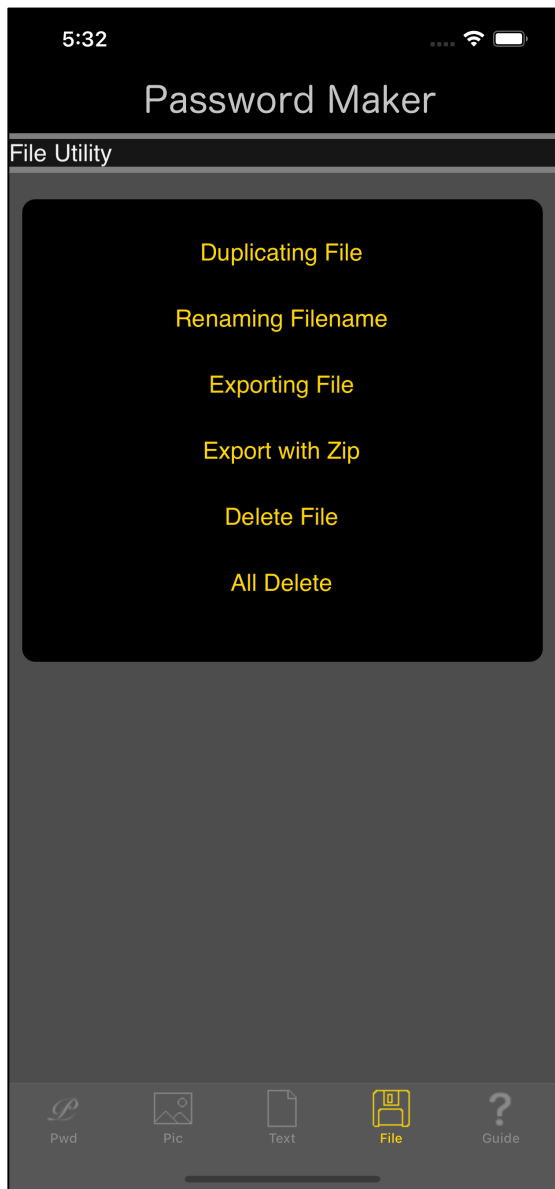 5:32
Password Maker
File Utility
Duplicating File
Renaming Filename
Exporting File
Export with Zip
Delete File
All Delete
Pwd
Pic
Text
File
Guide